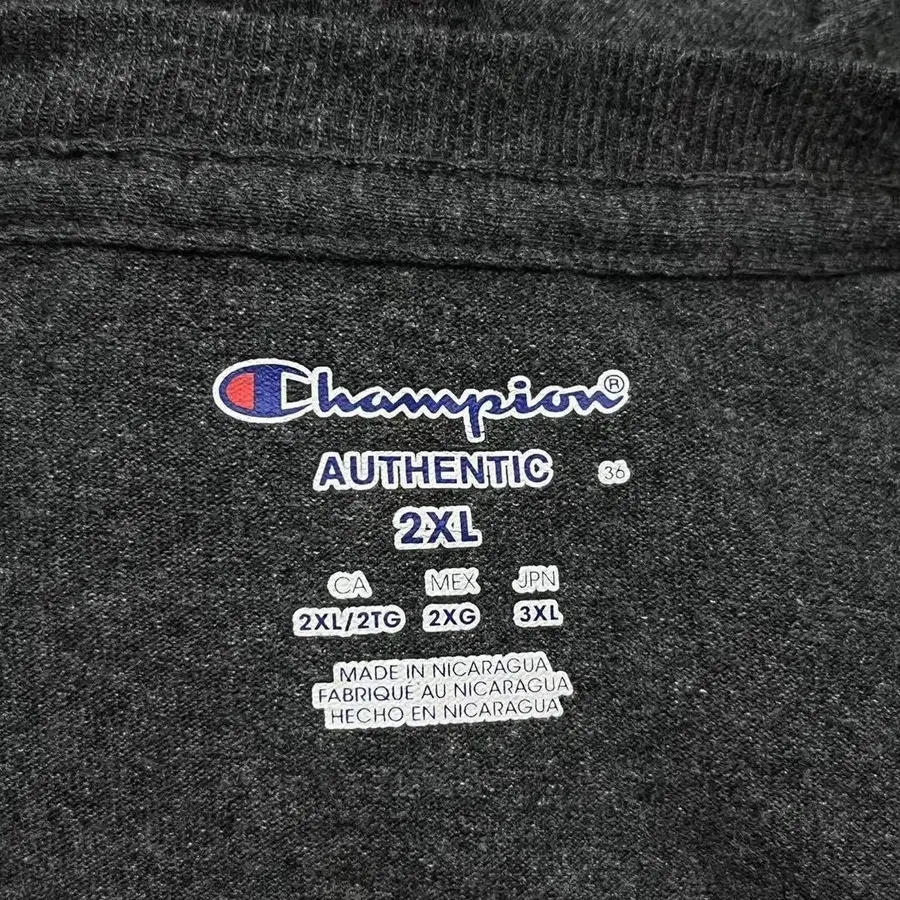 Champion®
AUTHENTIC 36
2XL
CA MEX JPN
2XL/2TG 2XG 3XL
MADE IN NICARAGUA
FABRIQUÉ AU NICARAGUA
HECHO EN NICARAGUA